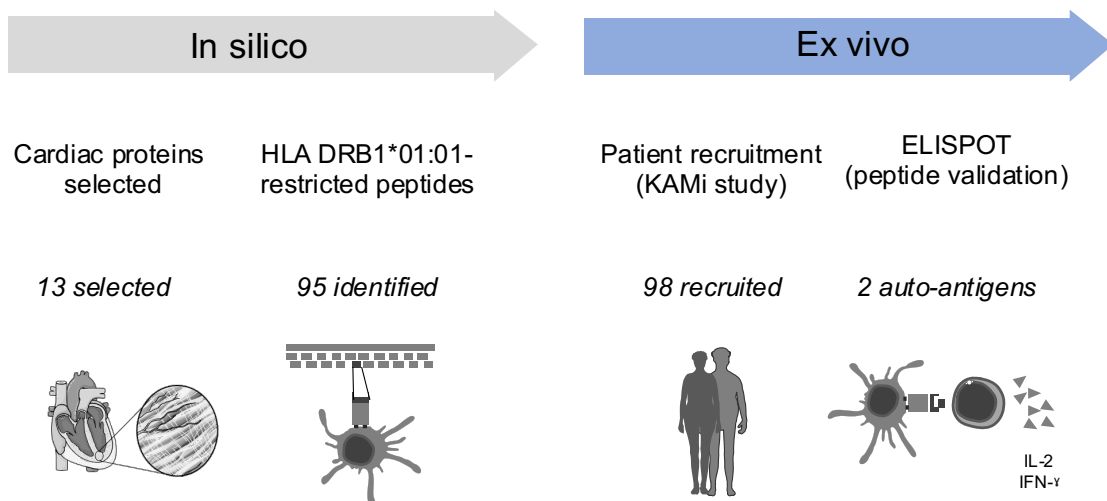 In silico
Ex vivo
Cardiac proteins
selected
HLA DRB1*01:01-
restricted peptides
Patient recruitment
(KAMi study)
ELISPOT
(peptide validation)
13 selected
95 identified
98 recruited
2 auto-antigens
IL-2
IFN-ɣ